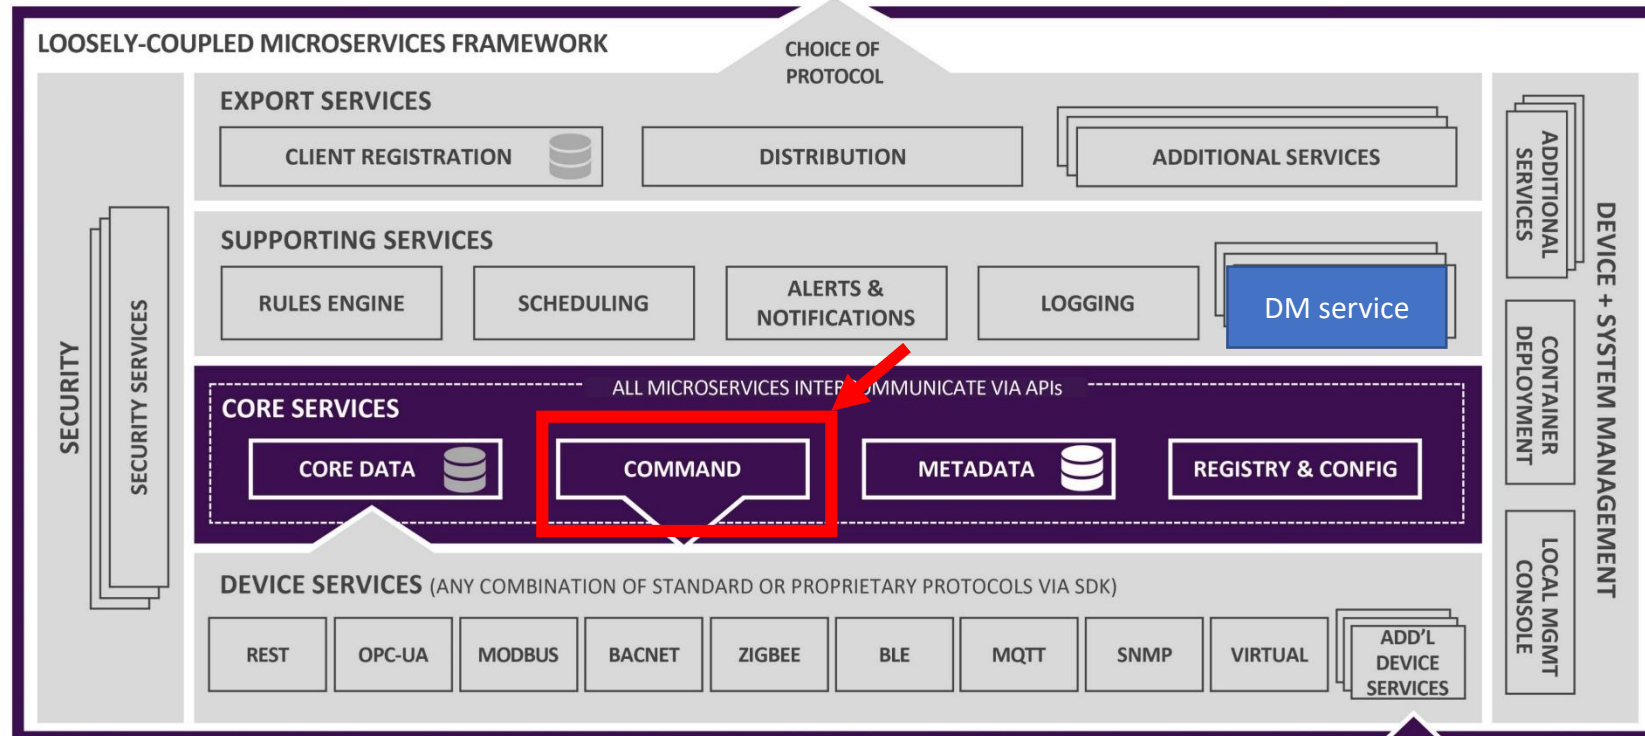 LOOSELY-COUPLED MICROSERVICES FRAMEWORK
CHOICE OF
PROTOCOL
EXPORT SERVICES
CLIENT REGISTRATION
DISTRIBUTION
ADDITIONAL SERVICES
SUPPORTING SERVICES
RULES ENGINE
SCHEDULING
ALERTS &
NOTIFICATIONS
LOGGING
DM service
ALL MICROSERVICES INTERCOMMUNICATE VIA APIs
CORE SERVICES
CORE DATA
COMMAND
METADATA
REGISTRY & CONFIG
DEVICE SERVICES (ANY COMBINATION OF STANDARD OR PROPRIETARY PROTOCOLS VIA SDK)
REST
OPC-UA
MODBUS
BACNET
ZIGBEE
BLE
MQTT
SNMP
VIRTUAL
ADD'L
DEVICE
SERVICES
SECURITY
SECURITY SERVICES
ADDITIONAL
SERVICES
CONTAINER
DEPLOYMENT
LOCAL MGMT
CONSOLE
DEVICE + SYSTEM MANAGEMENT